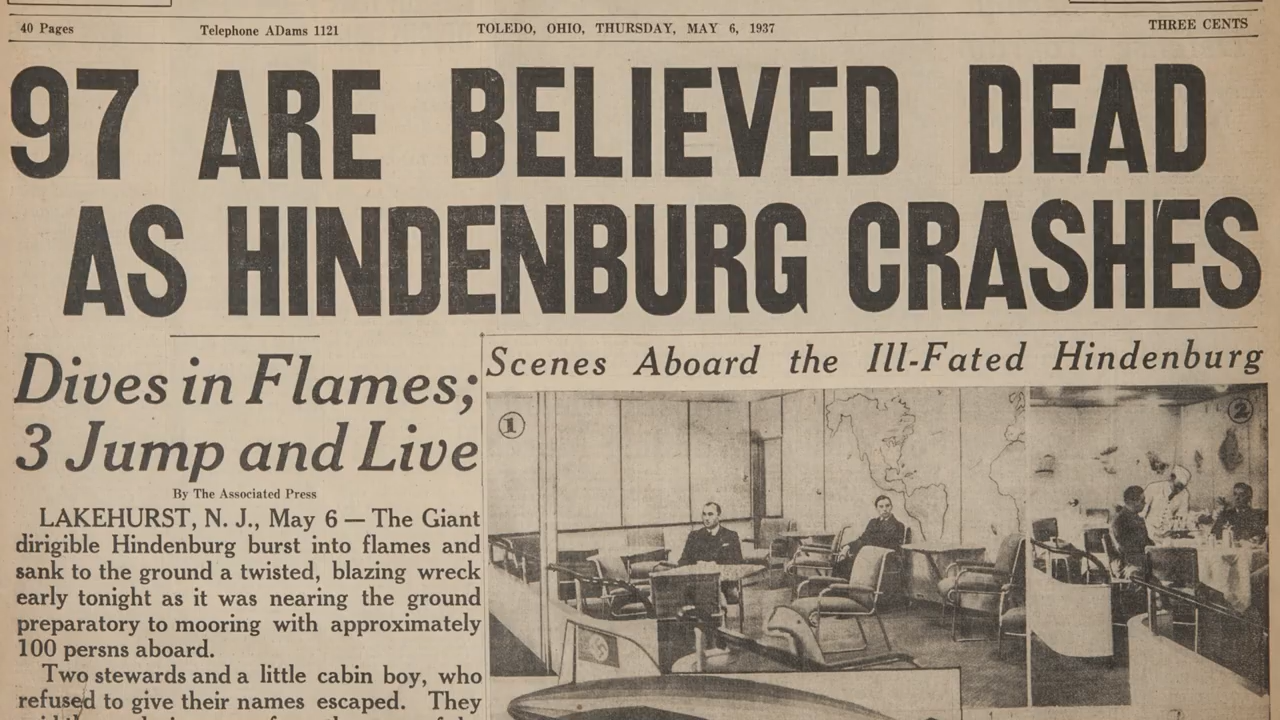 40 Pages Telephone ADams 1121 TOLEDO, OHIO, THURSDAY, MAY 6, 1937 THREE CENTS
97 ARE BELIEVED DEAD
AS HINDENBURG CRASHES
Dives in Flames;
3 Jump and Live
By The Associated Press
LAKEHURST, N. J., May 6 — The Giant
dirigible Hindenburg burst into flames and
sank to the ground a twisted, blazing wreck
early tonight as it was nearing the ground
preparatory to mooring with approximately
100 persns aboard.
Two stewards and a little cabin boy, who
refused to give their names escaped. They
Scenes Aboard the Ill-Fated Hindenburg
1
2